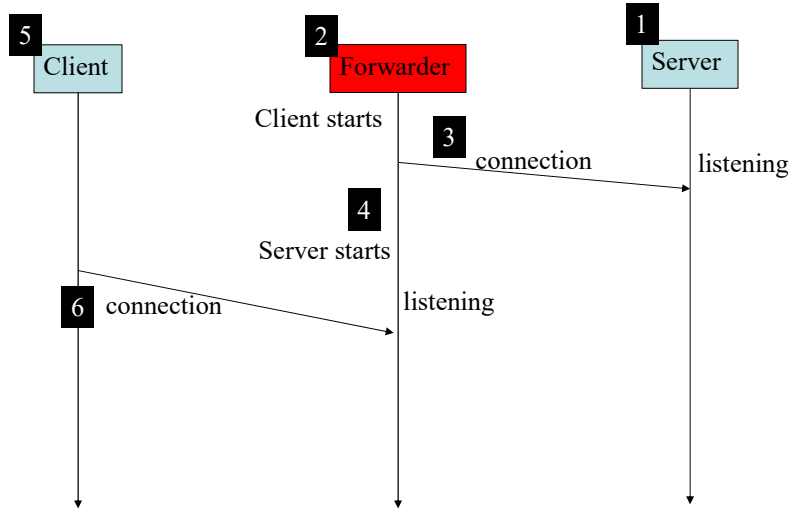 5
2
1
Client
Forwarder
Server
Client starts
3
connection
listening
4
Server starts
6
connection
listening